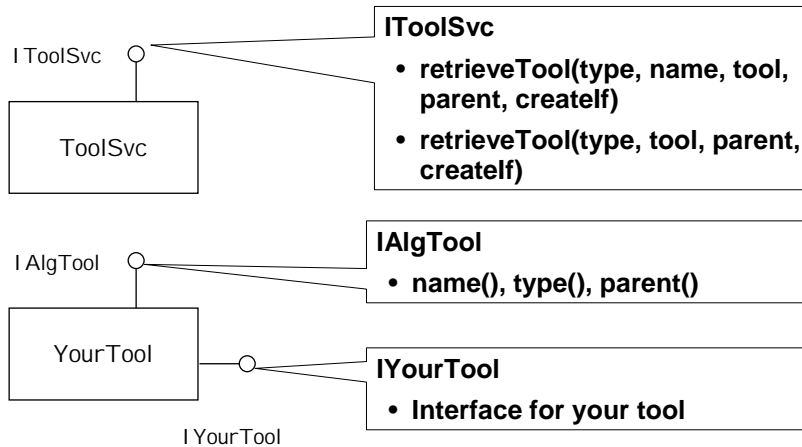 IToolSvc
ToolSvc
IToolSvc
• retrieveTool(type, name, tool,
parent, createIf)
• retrieveTool(type, tool, parent,
createIf)
IAlgTool
YourTool
IYourTool
IAlgTool
• name(), type(), parent()
IYourTool
• Interface for your tool